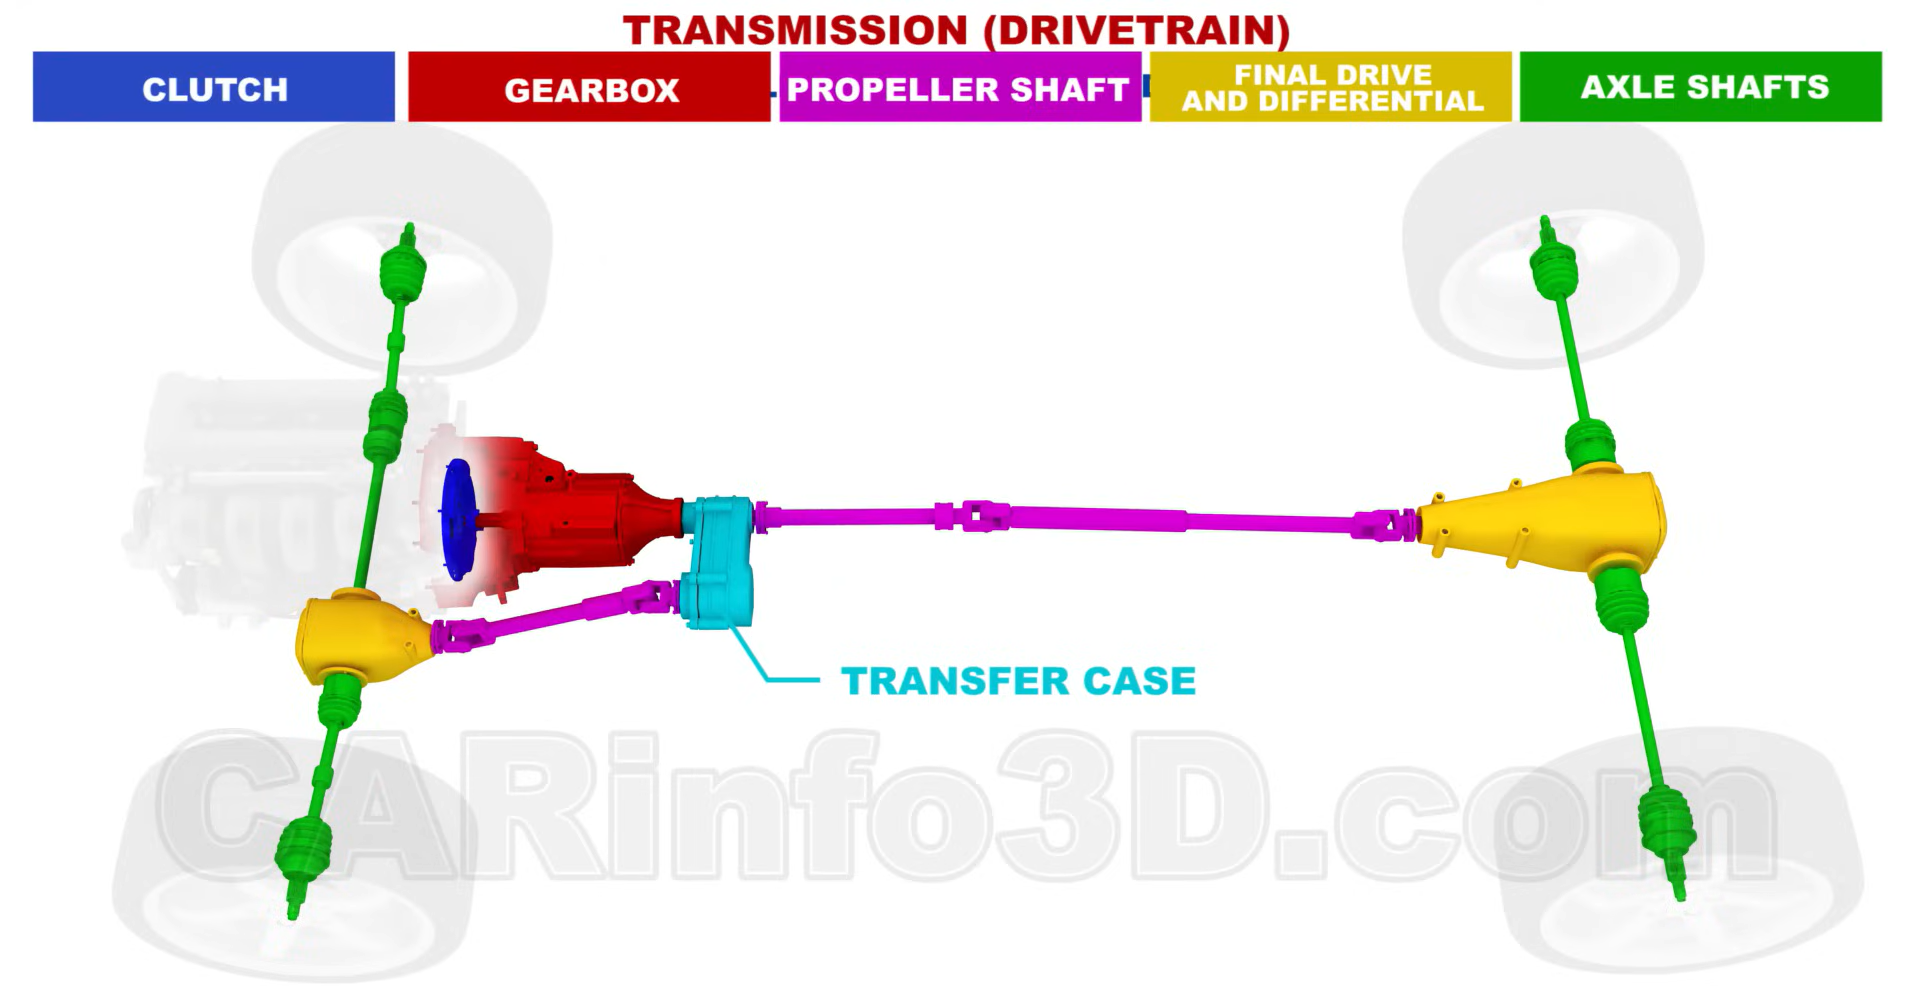 TRANSMISSION (DRIVETRAIN)
CLUTCH
GEARBOX
PROPELLER SHAFT
FINAL DRIVE
AND DIFFERENTIAL
AXLE SHAFTS
TRANSFER CASE
CARinfo3D.com